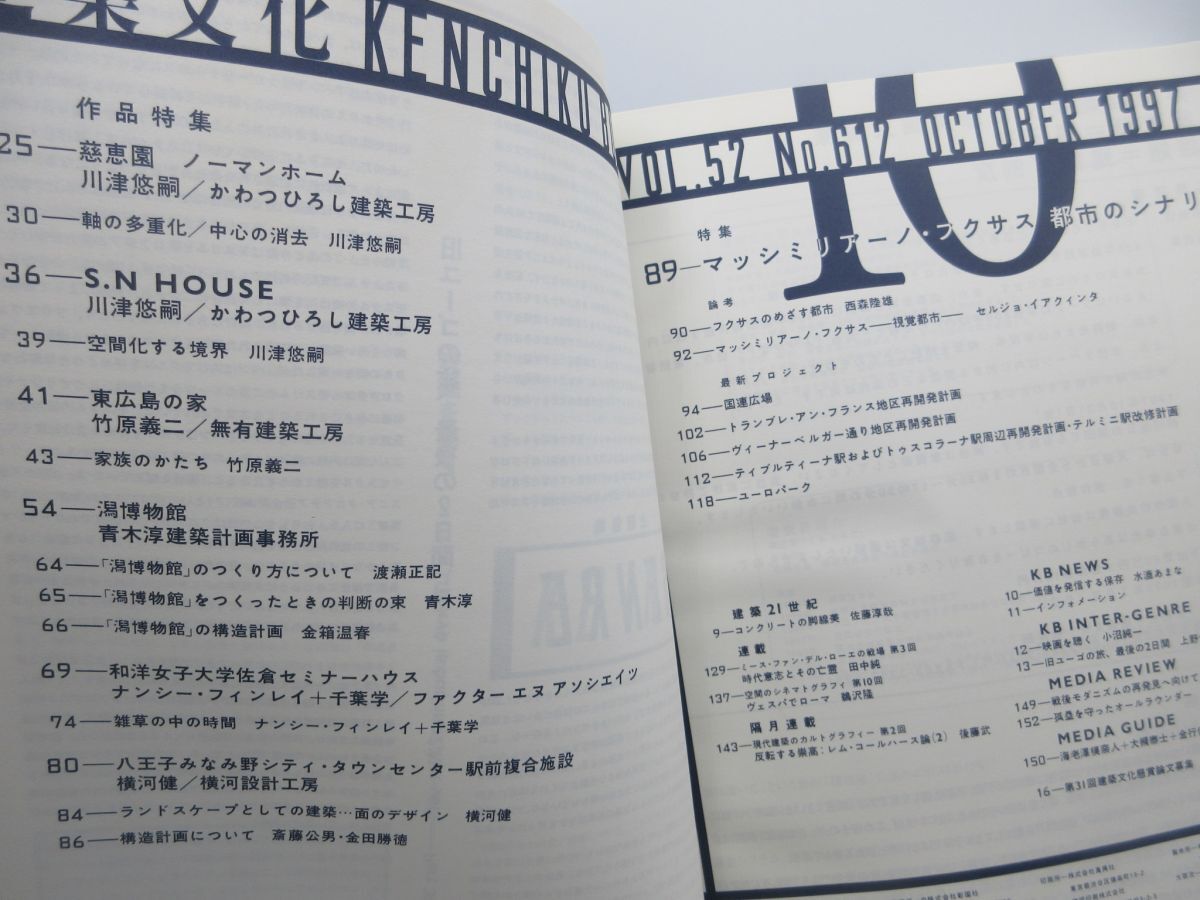 築文化 KENCHIKU
作品特集
25—慈恵園 ノーマンホーム
川津悠嗣／かわつひろし建築工房
30—軸の多重化／中心の消去 川津悠嗣
36—S.N HOUSE
川津悠嗣／かわつひろし建築工房
39—空間化する境界 川津悠嗣
41—東広島の家
竹原義二／無有建築工房
43—家族のかたち 竹原義二
54—潟博物館
青木淳建築計画事務所
64—「潟博物館」のつくり方について 渡瀬正記
65—「潟博物館」をつくったときの判断の束 青木淳
66—「潟博物館」の構造計画 金箱温春
69—和洋女子大学佐倉セミナーハウス
ナンシー・フィンレイ＋千葉学／ファクター エヌ アソシエイツ
74—雑草の中の時間 ナンシー・フィンレイ＋千葉学
80—八王子みなみ野シティ・タウンセンター駅前複合施設
横河健／横河設計工房
84—ランドスケープとしての建築…面のデザイン 横河健
86—構造計画について 斎藤公男・金田勝徳
10
VOL.52 No.612 OCTOBER 1997
特集
89—マッシミリアーノ・フクサス 都市のシナリ
論考
90—フクサスのめざす都市 西森陸雄
92—マッシミリアーノ・フクサス——視覚都市—— セルジョ・イアクィンタ
最新プロジェクト
94—国連広場
102—トランブレ・アン・フランス地区再開発計画
106—ヴィーナーベルガー通り地区再開発計画
112—ティブルティーナ駅およびトゥスコラーナ駅周辺再開発計画・テルミニ駅改修計画
118—ユーロパーク
建築21世紀
9—コンクリートの脚線美 佐藤淳哉
連載
129—ミース・ファン・デル・ローエの戦場 第3回
時代意志とその亡霊 田中純
137—空間のシネマトグラフィ 第10回
ヴェスパでローマ 鵜沢隆
隔月連載
143—現代建築のカルトグラフィー 第2回
反転する崇高：レム・コールハース論(2) 後藤武
KB NEWS
10—価値を発信する保存 水滴あまな
11—インフォメーション
KB INTER-GENRE
12—映画を聴く 小沼純一
13—旧ユーゴの旅、最後の2日間 上野
MEDIA REVIEW
149—戦後モダニズムの再発見へ向けて
152—孤塁を守ったオールラウンダー
MEDIA GUIDE
150—海老澤模奈人＋大槻博士＋金行
16—第31回建築文化懸賞論文募集